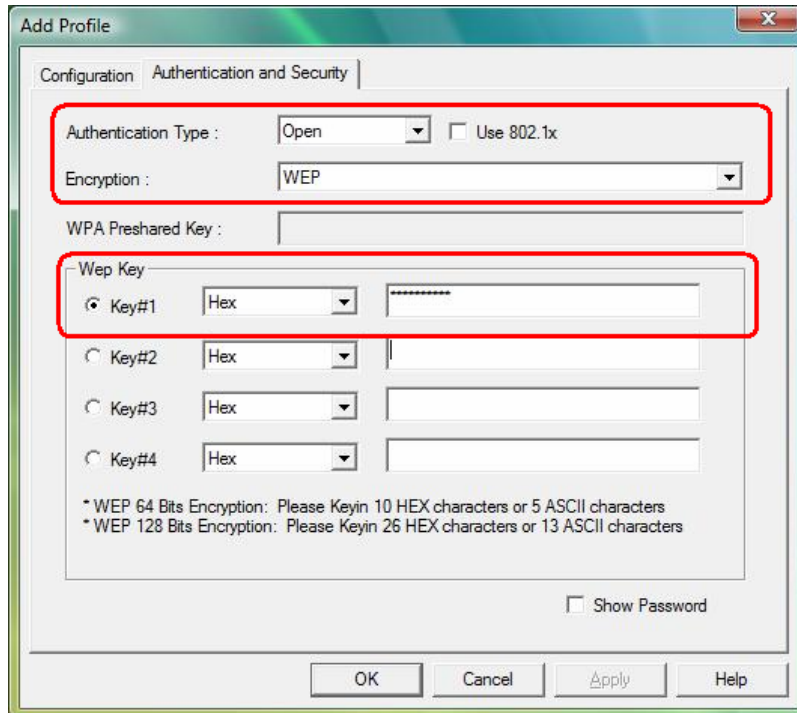 Add Profile
X
Configuration Authentication and Security
Authentication Type : Open Use 802.1x
Encryption : WEP
WPA Preshared Key :
Wep Key
Key#1 Hex **********
Key#2 Hex
Key#3 Hex
Key#4 Hex
* WEP 64 Bits Encryption: Please Keyin 10 HEX characters or 5 ASCII characters
* WEP 128 Bits Encryption: Please Keyin 26 HEX characters or 13 ASCII characters
Show Password
OK Cancel Apply Help